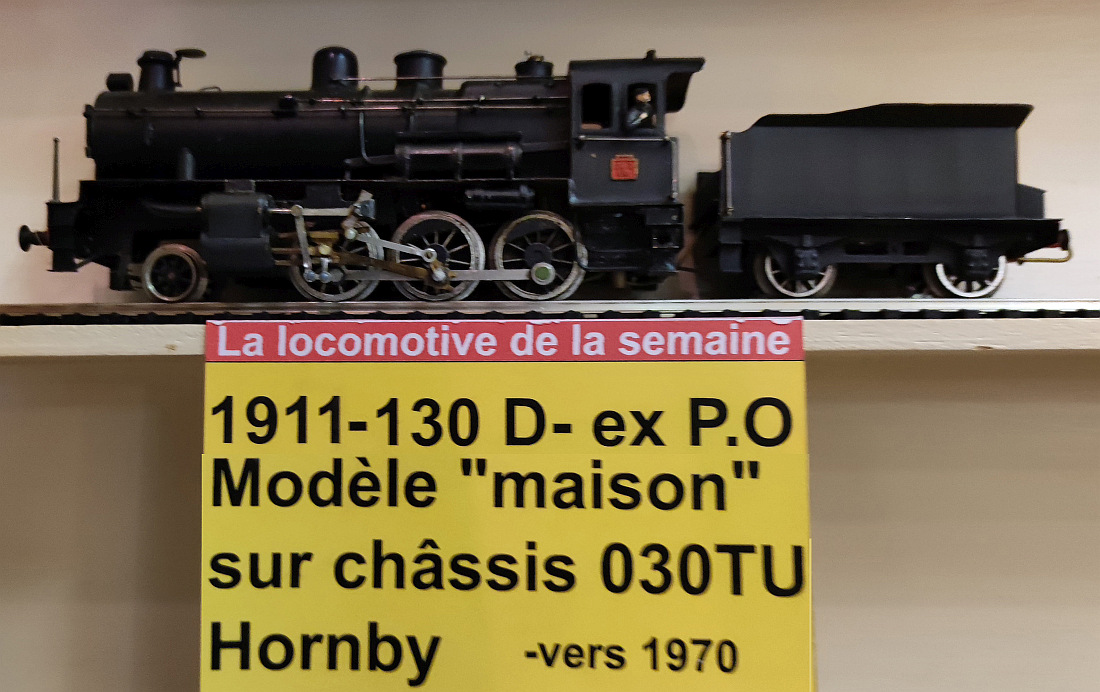 La locomotive de la semaine
1911-130 D- ex P.O
Modèle "maison"
sur châssis 030TU
Hornby -vers 1970